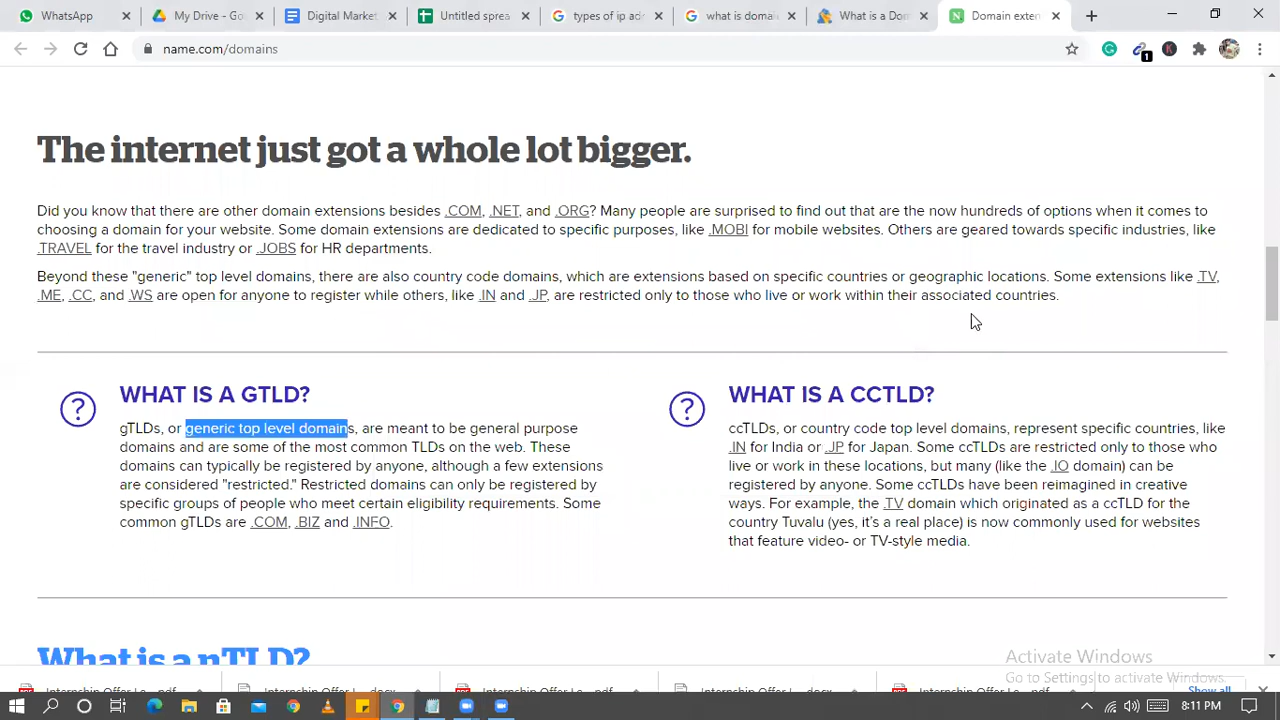 WhatsApp
My Drive - Go
Digital Market
Untitled sprea
types of ip ad
what is doma
What is a Dom
Domain exten
name.com/domains
1
The internet just got a whole lot bigger.
Did you know that there are other domain extensions besides .COM, .NET, and .ORG? Many people are surprised to find out that are the now hundreds of options when it comes to
choosing a domain for your website. Some domain extensions are dedicated to specific purposes, like .MOBI for mobile websites. Others are geared towards specific industries, like
.TRAVEL for the travel industry or .JOBS for HR departments.
Beyond these "generic" top level domains, there are also country code domains, which are extensions based on specific countries or geographic locations. Some extensions like .TV,
.ME, .CC, and .WS are open for anyone to register while others, like .IN and .JP, are restricted only to those who live or work within their associated countries.
? WHAT IS A GTLD?
gTLDs, or generic top level domains, are meant to be general purpose
domains and are some of the most common TLDs on the web. These
domains can typically be registered by anyone, although a few extensions
are considered "restricted." Restricted domains can only be registered by
specific groups of people who meet certain eligibility requirements. Some
common gTLDs are .COM, .BIZ and .INFO.
? WHAT IS A CCTLD?
ccTLDs, or country code top level domains, represent specific countries, like
.IN for India or .JP for Japan. Some ccTLDs are restricted only to those who
live or work in these locations, but many (like the .IO domain) can be
registered by anyone. Some ccTLDs have been reimagined in creative
ways. For example, the .TV domain which originated as a ccTLD for the
country Tuvalu (yes, it's a real place) is now commonly used for websites
that feature video- or TV-style media.
What is a nTLD?
Activate Windows
Go to Settings to activate Windows.
Internship Offer Le....pdf
Internship Offer L....docx
Internship Offer Le....pdf
Internship Offer L....docx
Internship Offer Le....pdf
Show all
8:11 PM